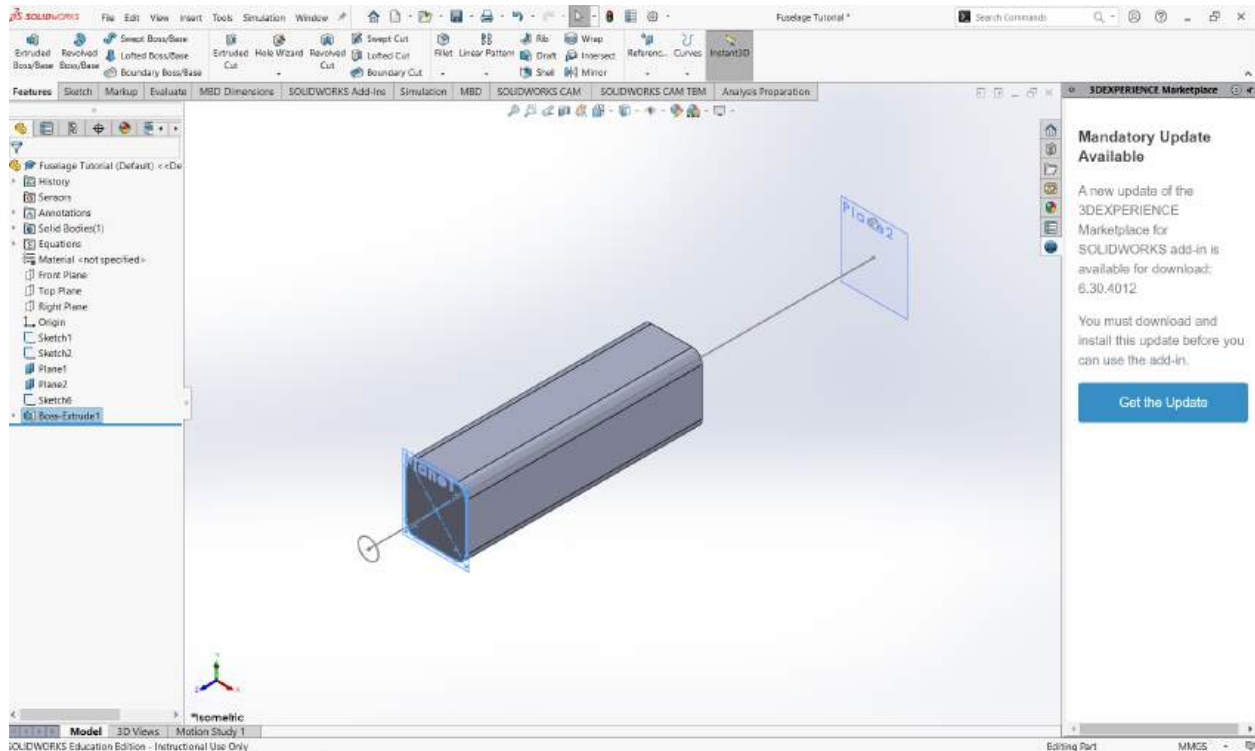 SOLIDWORKS File Edit View Insert Tools Simulation Window Fuselage Tutorial * Search Commands
Extruded Boss/Base Revolved Boss/Base Swept Boss/Base Lofted Boss/Base Boundary Boss/Base Extruded Cut Hole Wizard Revolved Cut Swept Cut Lofted Cut Boundary Cut Fillet Linear Pattern Rib Draft Shell Wrap Intersect Mirror Referenc... Curves Instant3D
Features Sketch Markup Evaluate MBD Dimensions SOLIDWORKS Add-Ins Simulation MBD SOLIDWORKS CAM SOLIDWORKS CAM TBM Analysis Preparation 3DEXPERIENCE Marketplace
Fuselage Tutorial (Default) <<De
History
Sensors
Annotations
Solid Bodies(1)
Equations
Material <not specified>
Front Plane
Top Plane
Right Plane
Origin
Sketch1
Sketch2
Plane1
Plane2
Sketch6
Boss-Extrude1
Plane2
Plane1
Y
Z
X
*Isometric
Mandatory Update
Available
A new update of the
3DEXPERIENCE
Marketplace for
SOLIDWORKS add-in is
available for download:
6.30.4012
You must download and
install this update before you
can use the add-in.
Get the Update
Model 3D Views Motion Study 1
SOLIDWORKS Education Edition - Instructional Use Only Editing Part MMGS